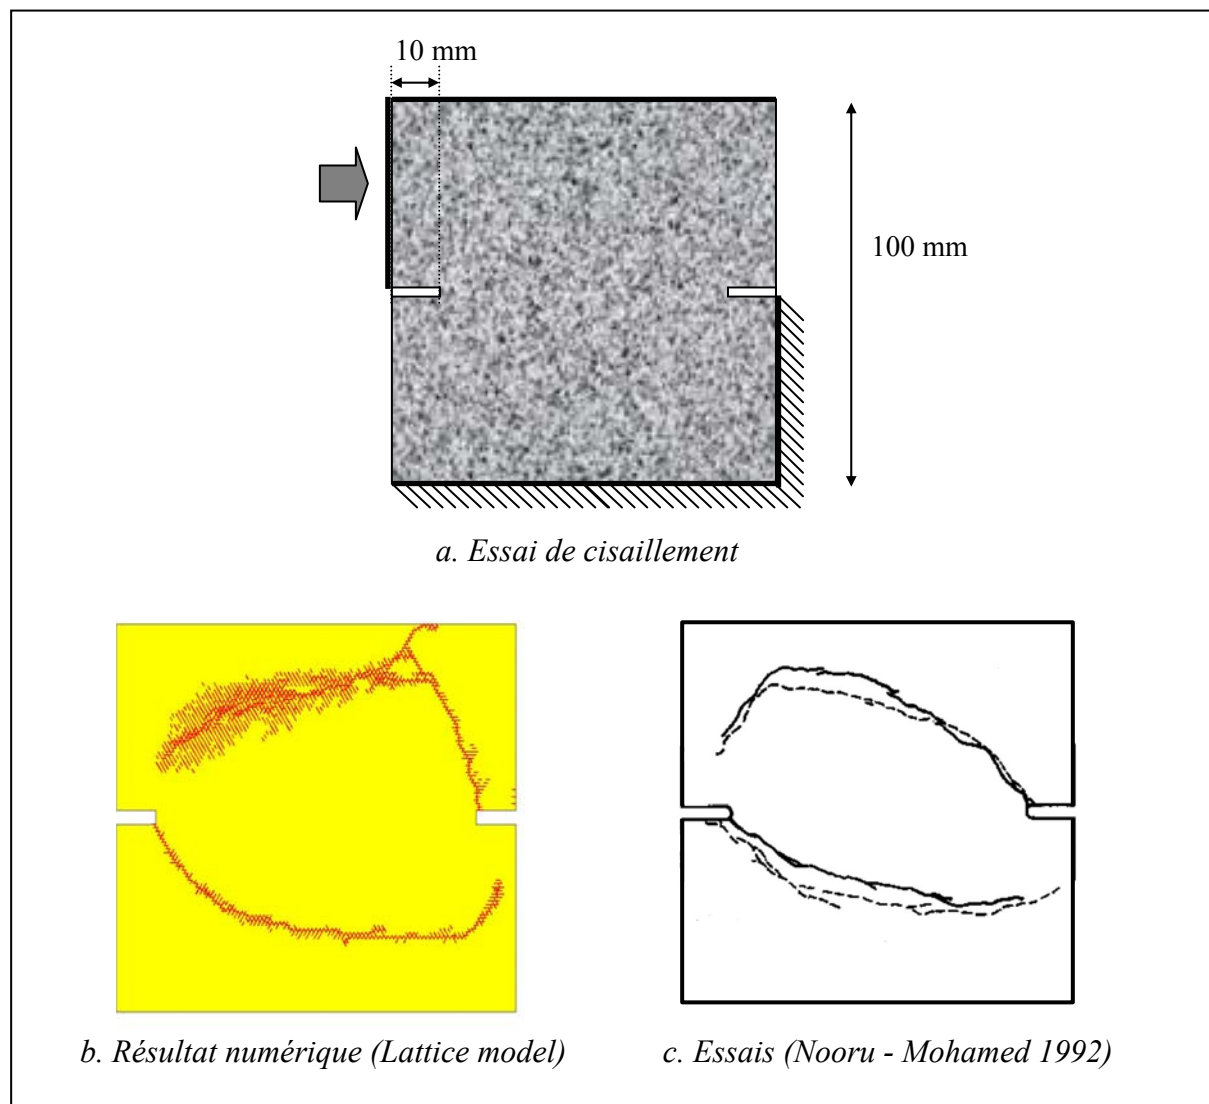 10 mm
100 mm
a. Essai de cisaillement
b. Résultat numérique (Lattice model)
c. Essais (Nooru - Mohamed 1992)